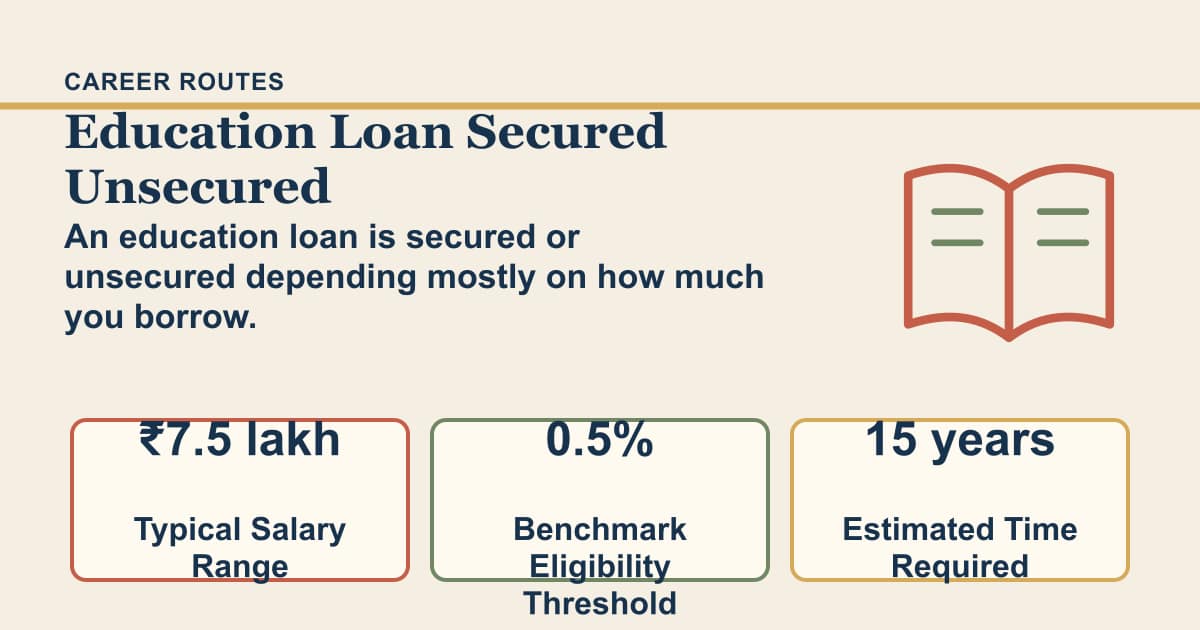 CAREER ROUTES
Education Loan Secured
Unsecured
An education loan is secured or
unsecured depending mostly on how much
you borrow.
₹7.5 lakh
Typical Salary
Range
0.5%
Benchmark
Eligibility
Threshold
15 years
Estimated Time
Required